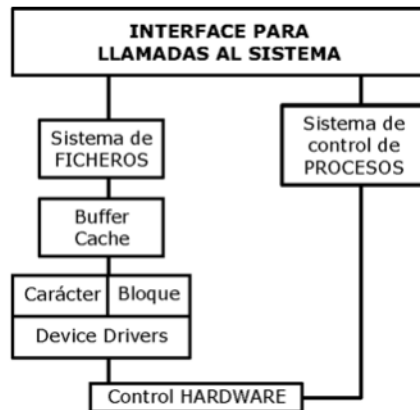 INTERFACE PARA
LLAMADAS AL SISTEMA
Sistema de
FICHEROS
Sistema de
control de
PROCESOS
Buffer
Cache
Carácter
Bloque
Device Drivers
Control HARDWARE